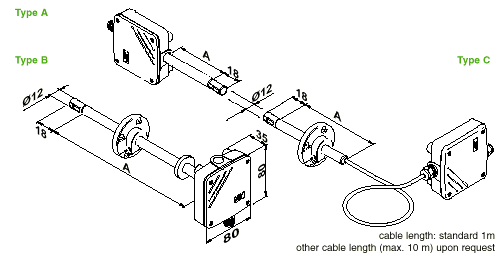 Type A
A
18
Type B
Type C
Ø12
Ø12
18
A
18
A
35
80
80
cable length: standard 1m
other cable length (max. 10 m) upon request